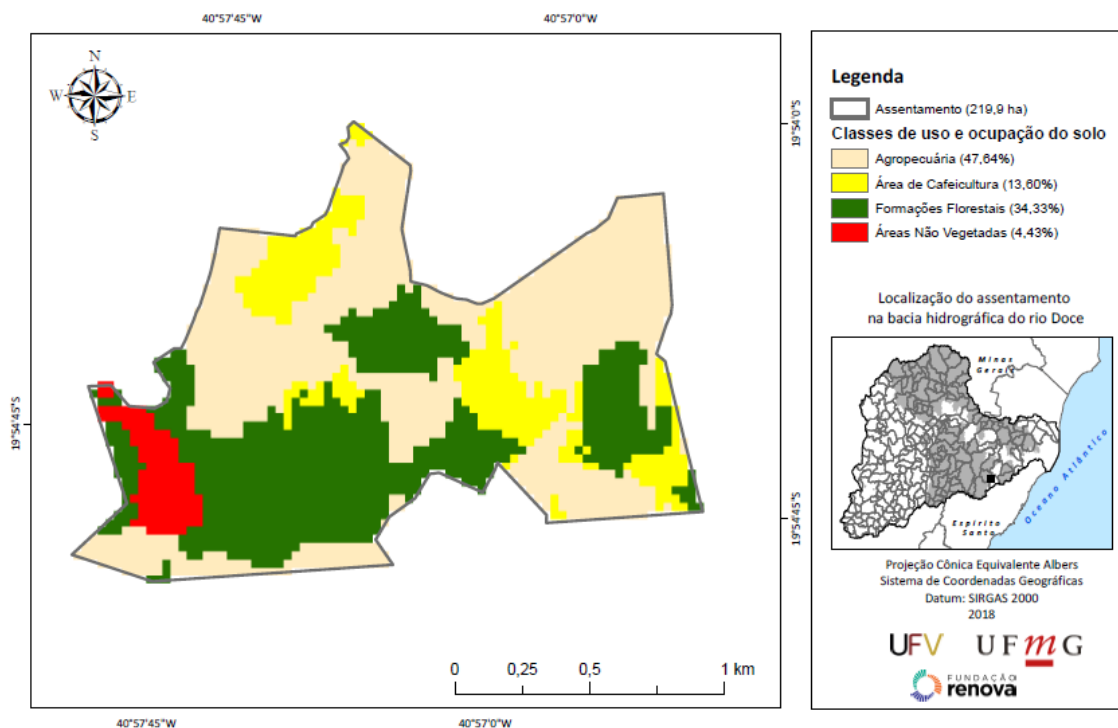 40°57'45"W
40°57'0"W
N
W
E
S
19°54'0"S
19°54'45"S
19°54'45"S
0
0,25
0,5
1 km
40°57'45"W
40°57'0"W
Legenda
Assentamento (219,9 ha)
Classes de uso e ocupação do solo
Agropecuária (47,64%)
Área de Cafeicultura (13,60%)
Formações Florestais (34,33%)
Áreas Não Vegetadas (4,43%)
Localização do assentamento
na bacia hidrográfica do rio Doce
Minas
Gerais
Oceano Atlântico
Espírito
Santo
Projeção Cônica Equivalente Albers
Sistema de Coordenadas Geográficas
Datum: SIRGAS 2000
2018
UFV
UFmG
FUNDAÇÃO
renova